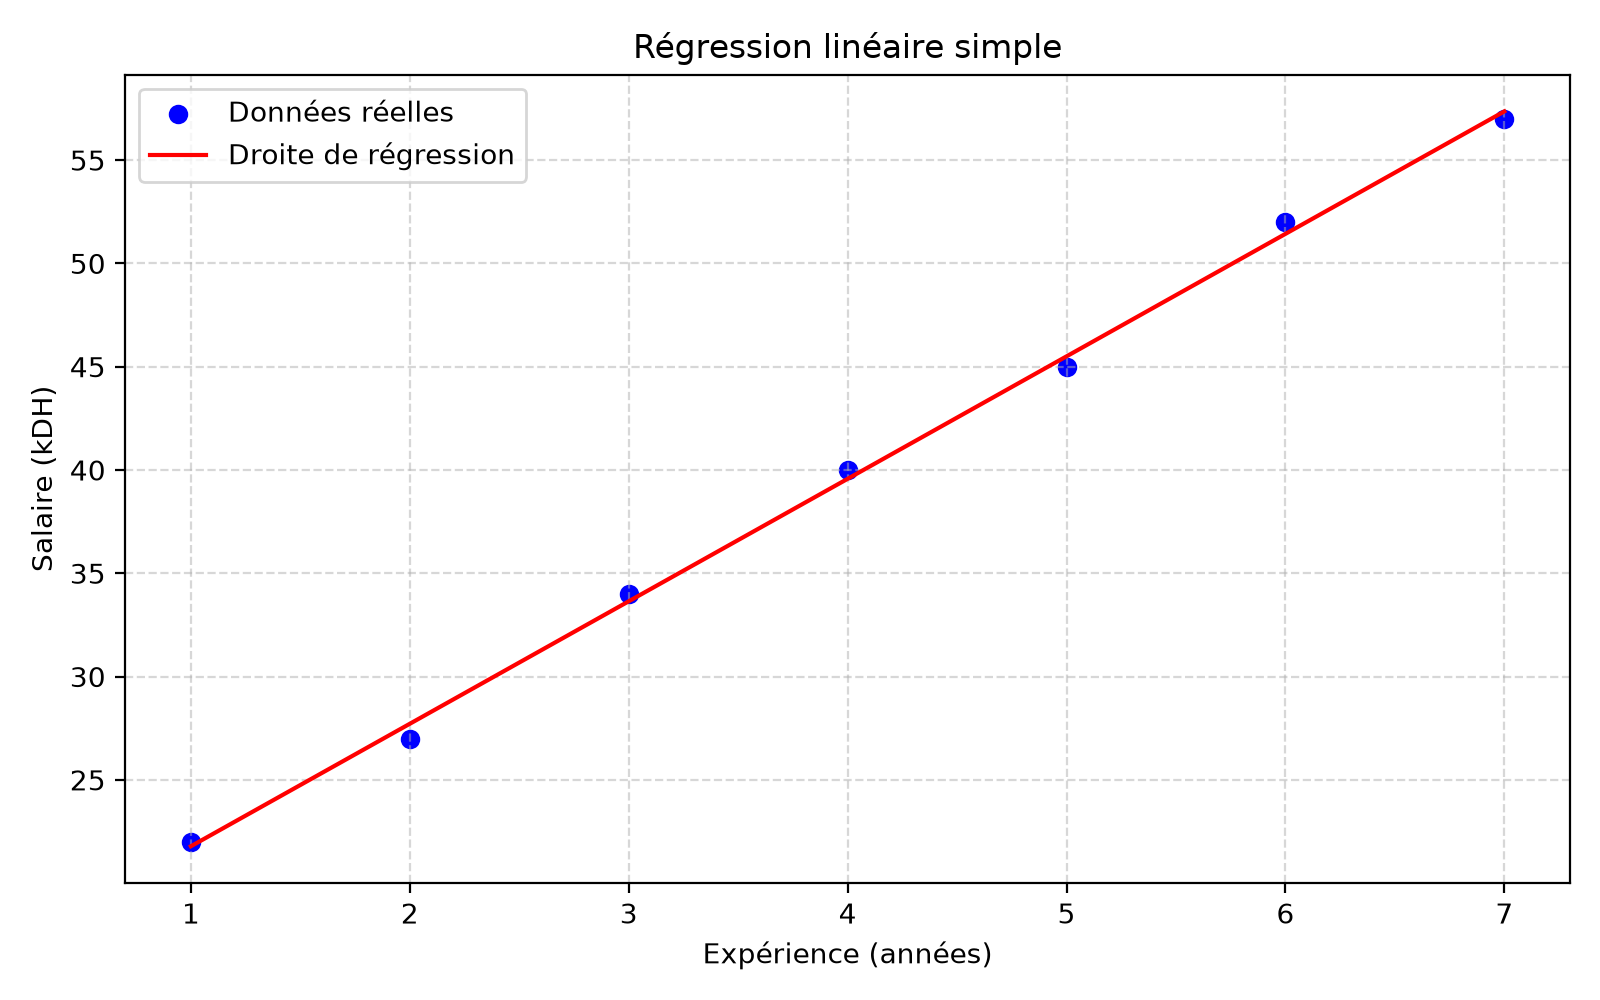 Régression linéaire simple
Données réelles
Droite de régression
55
50
45
40
35
30
25
Salaire (kDH)
1 2 3 4 5 6 7
Expérience (années)